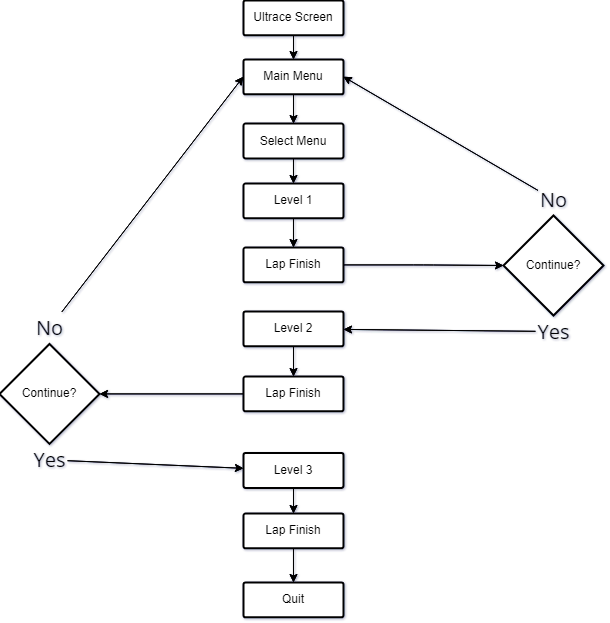 Ultrace Screen
Main Menu
Select Menu
Level 1
No
Lap Finish
Continue?
Level 2
Yes
No
Continue?
Lap Finish
Yes
Level 3
Lap Finish
Quit